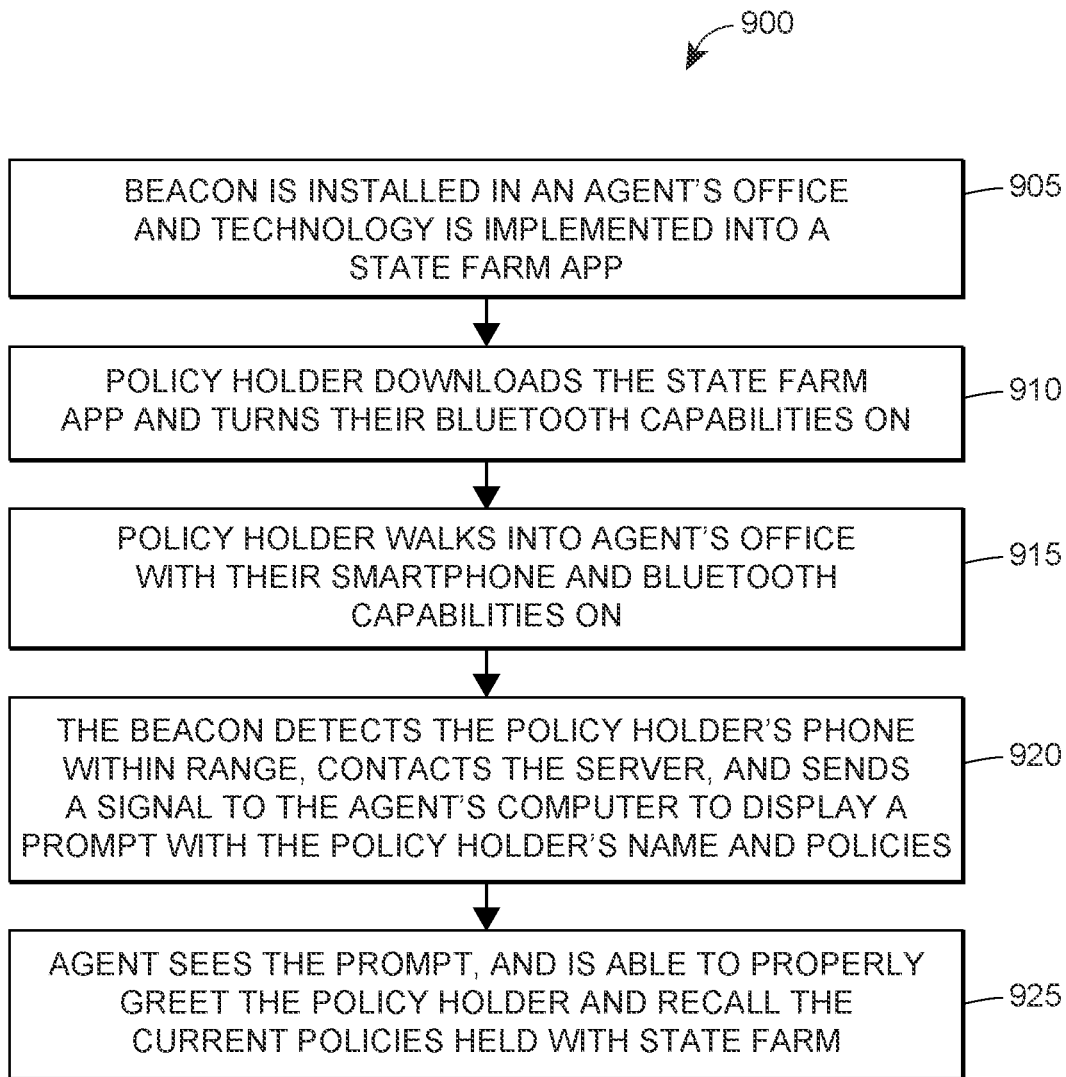 900
BEACON IS INSTALLED IN AN AGENT'S OFFICE
AND TECHNOLOGY IS IMPLEMENTED INTO A
STATE FARM APP
905
POLICY HOLDER DOWNLOADS THE STATE FARM
APP AND TURNS THEIR BLUETOOTH CAPABILITIES ON
910
POLICY HOLDER WALKS INTO AGENT'S OFFICE
WITH THEIR SMARTPHONE AND BLUETOOTH
CAPABILITIES ON
915
THE BEACON DETECTS THE POLICY HOLDER'S PHONE
WITHIN RANGE, CONTACTS THE SERVER, AND SENDS
A SIGNAL TO THE AGENT'S COMPUTER TO DISPLAY A
PROMPT WITH THE POLICY HOLDER'S NAME AND POLICIES
920
AGENT SEES THE PROMPT, AND IS ABLE TO PROPERLY
GREET THE POLICY HOLDER AND RECALL THE
CURRENT POLICIES HELD WITH STATE FARM
925